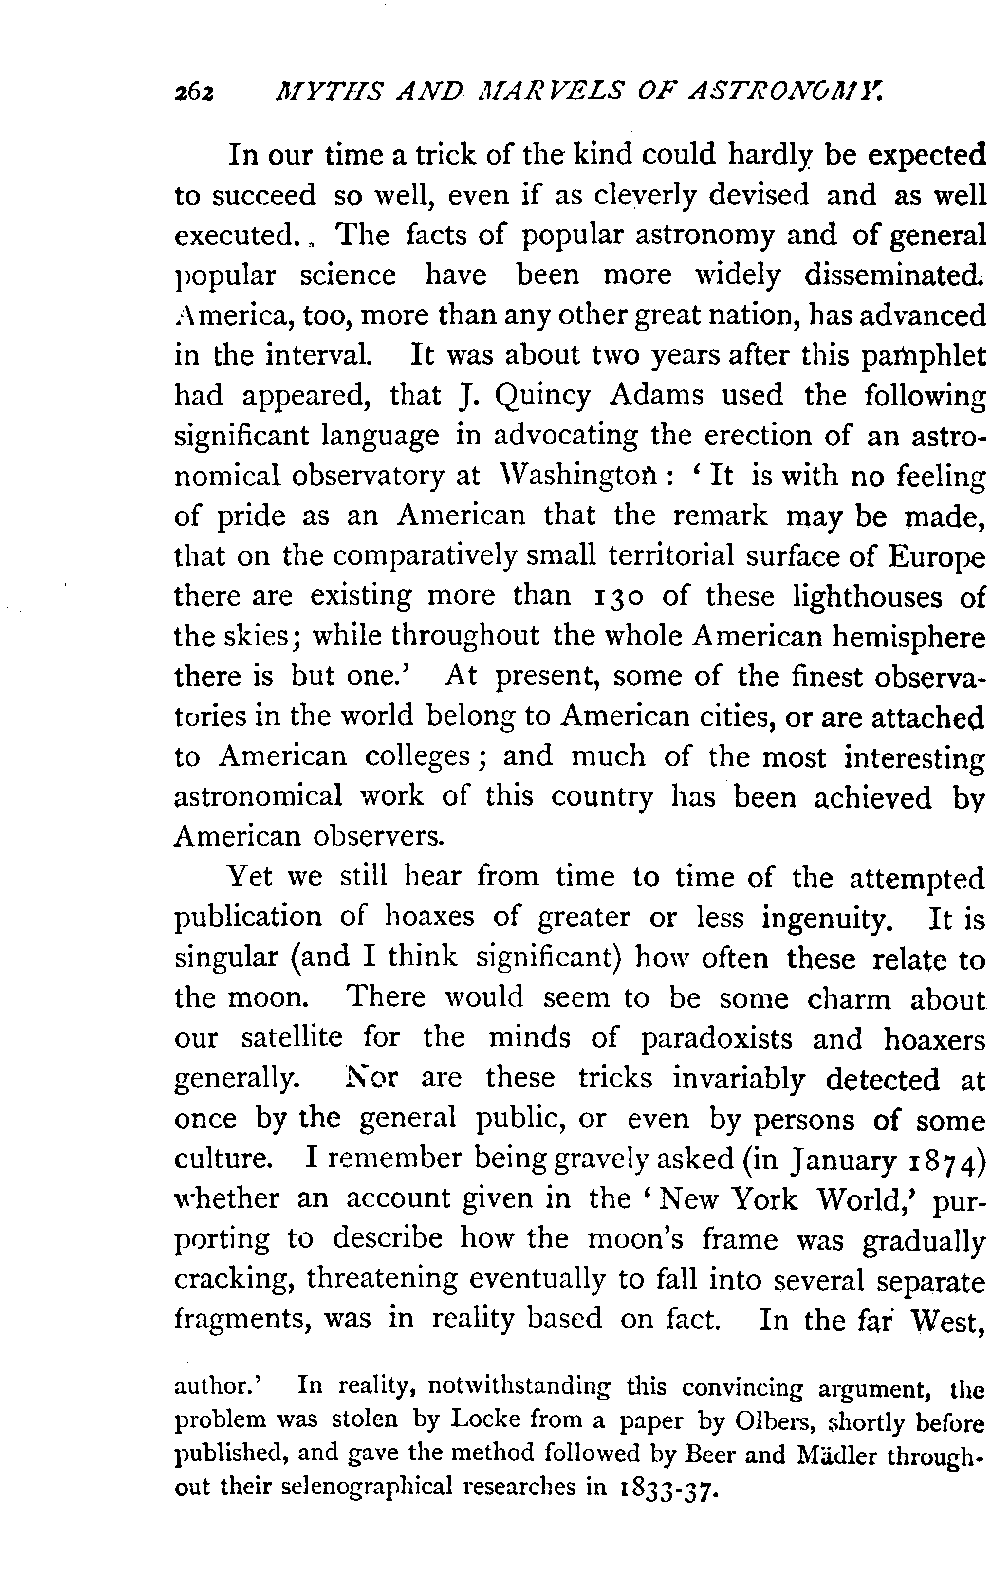 262 MYTHS AND MARVELS OF ASTRONOMY.
In our time a trick of the kind could hardly be expected
to succeed so well, even if as cleverly devised and as well
executed. The facts of popular astronomy and of general
popular science have been more widely disseminated.
America, too, more than any other great nation, has advanced
in the interval. It was about two years after this pamphlet
had appeared, that J. Quincy Adams used the following
significant language in advocating the erection of an astro-
nomical observatory at Washington : ‘ It is with no feeling
of pride as an American that the remark may be made,
that on the comparatively small territorial surface of Europe
there are existing more than 130 of these lighthouses of
the skies; while throughout the whole American hemisphere
there is but one.’ At present, some of the finest observa-
tories in the world belong to American cities, or are attached
to American colleges ; and much of the most interesting
astronomical work of this country has been achieved by
American observers.
Yet we still hear from time to time of the attempted
publication of hoaxes of greater or less ingenuity. It is
singular (and I think significant) how often these relate to
the moon. There would seem to be some charm about
our satellite for the minds of paradoxists and hoaxers
generally. Nor are these tricks invariably detected at
once by the general public, or even by persons of some
culture. I remember being gravely asked (in January 1874)
whether an account given in the ‘ New York World,’ pur-
porting to describe how the moon's frame was gradually
cracking, threatening eventually to fall into several separate
fragments, was in reality based on fact. In the far West,
author.’ In reality, notwithstanding this convincing argument, the
problem was stolen by Locke from a paper by Olbers, shortly before
published, and gave the method followed by Beer and Mädler through-
out their selenographical researches in 1833-37.